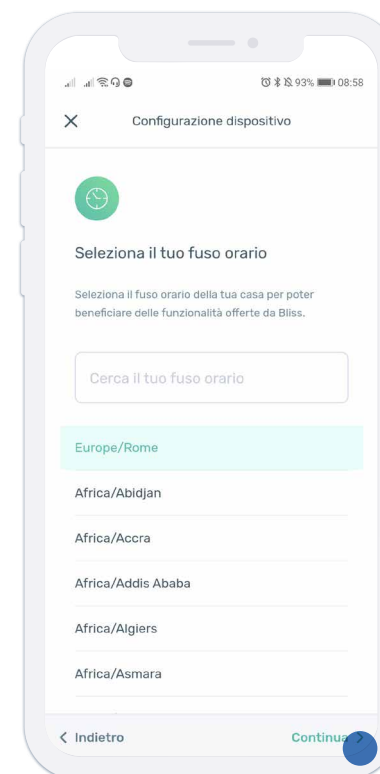 93% 08:58
Configurazione dispositivo
Seleziona il tuo fuso orario
Seleziona il fuso orario della tua casa per poter
beneficiare delle funzionalità offerte da Bliss.
Cerca il tuo fuso orario
Europe/Rome
Africa/Abidjan
Africa/Accra
Africa/Addis Ababa
Africa/Algiers
Africa/Asmara
Indietro Continua